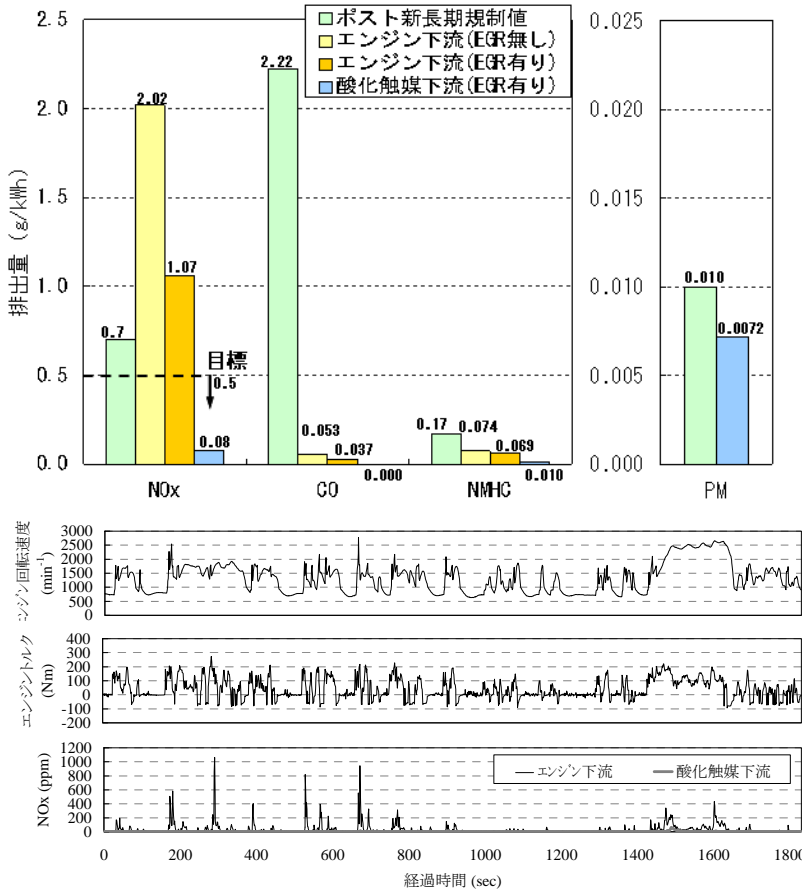 ポスト新長期規制値
エンジン下流(EGR無し)
エンジン下流(EGR有り)
酸化触媒下流(EGR有り)
排出量 (g/kWh)
2.5
2.0
1.5
1.0
0.5
0.0
0.7
2.02
1.07
0.08
目標
0.5
2.22
0.053
0.037
0.000
0.17
0.074
0.069
0.010
NOx
CO
NMHC
0.025
0.020
0.015
0.010
0.005
0.000
0.010
0.0072
PM
ンジン回転速度
(min-1)
3000
2500
2000
1500
1000
500
0
エンジントルク
(Nm)
400
300
200
100
0
-100
-200
NOx (ppm)
1200
1000
800
600
400
200
0
エンジン下流
酸化触媒下流
0 200 400 600 800 1000 1200 1400 1600 1800
経過時間 (sec)